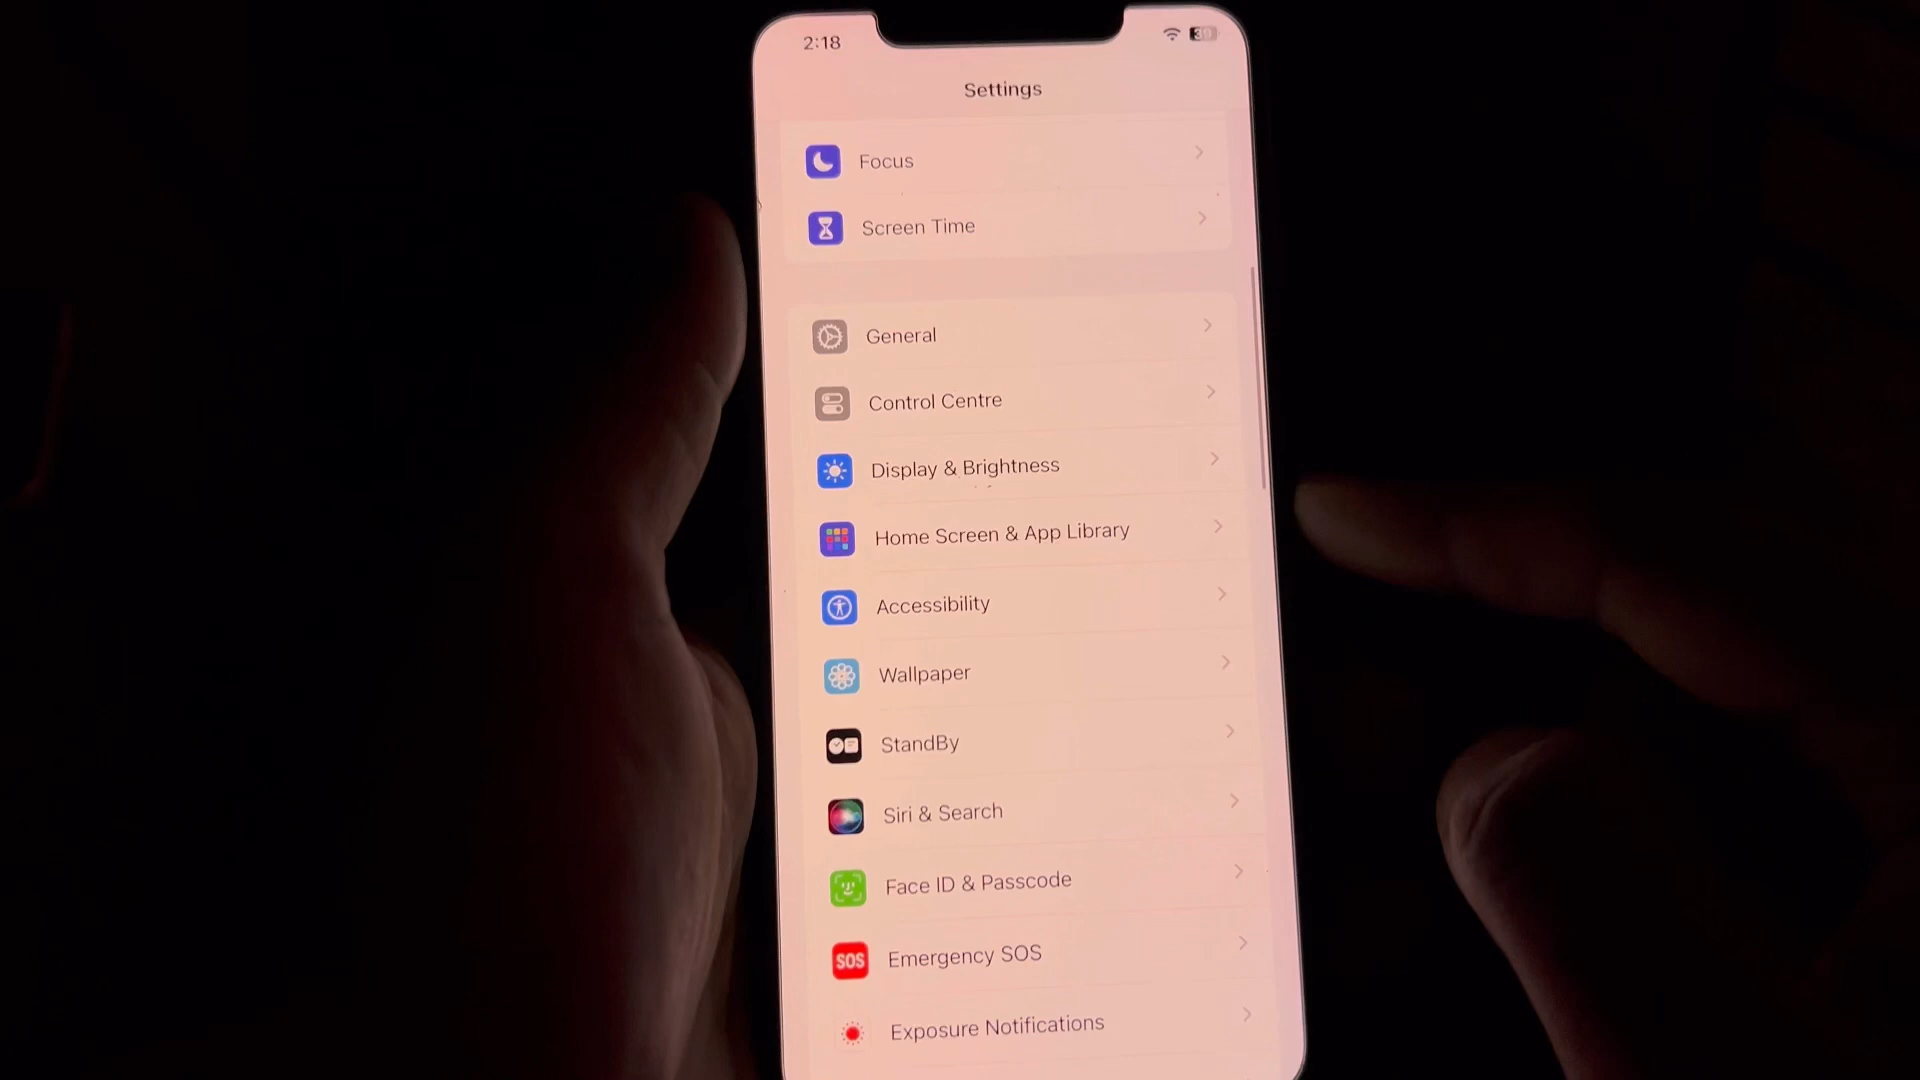 2:18
Settings
Focus
Screen Time
General
Control Centre
Display & Brightness
Home Screen & App Library
Accessibility
Wallpaper
StandBy
Siri & Search
Face ID & Passcode
SOS
Emergency SOS
Exposure Notifications